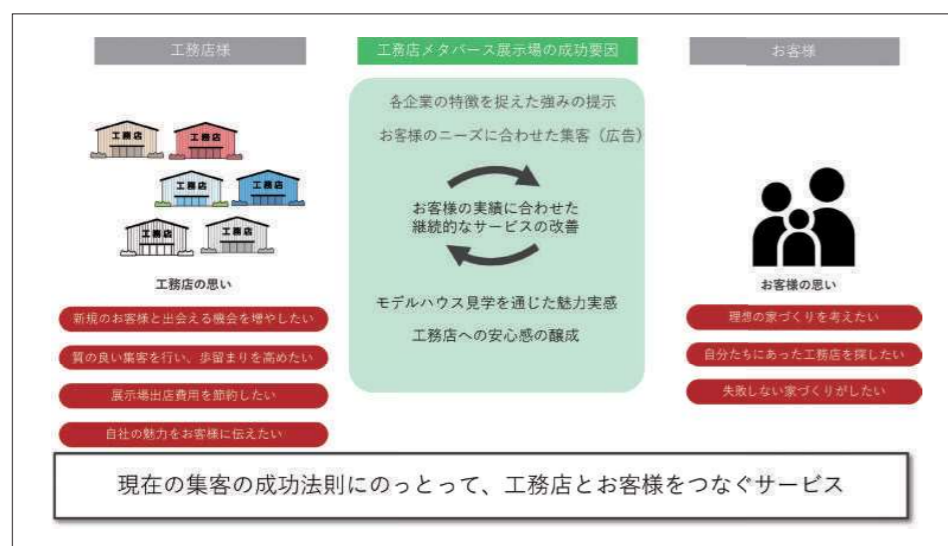 工務店様
工務店
工務店
工務店
工務店
工務店
工務店
工務店の思い
新規のお客様と出会える機会を増やしたい
質の良い集客を行い、歩留まりを高めたい
展示場出店費用を節約したい
自社の魅力をお客様に伝えたい
工務店メタバース展示場の成功要因
各企業の特徴を捉えた強みの提示
お客様のニーズに合わせた集客（広告）
お客様の実績に合わせた
継続的なサービスの改善
モデルハウス見学を通じた魅力実感
工務店への安心感の醸成
お客様
お客様の思い
理想の家づくりを考えたい
自分たちにあった工務店を探したい
失敗しない家づくりがしたい
現在の集客の成功法則にのっとって、工務店とお客様をつなぐサービス